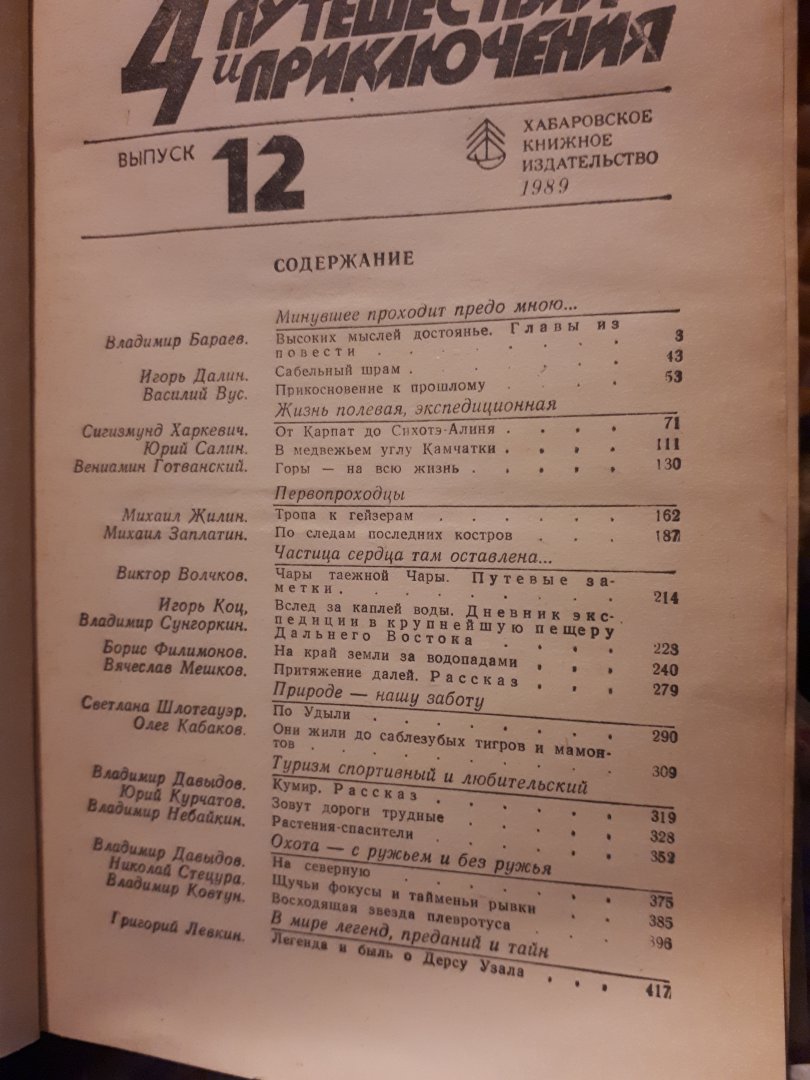 4 ПУТЕШЕСТВИЯ
И ПРИКЛЮЧЕНИЯ
ВЫПУСК 12
ХАБАРОВСКОЕ
КНИЖНОЕ
ИЗДАТЕЛЬСТВО
1989
СОДЕРЖАНИЕ
Минувшее проходит предо мною...
Владимир Бараев. Высоких мыслей достоянье. Главы из
повести . . . . . . 3
Игорь Далин. Сабельный шрам . . . . . . 43
Василий Вус. Прикосновение к прошлому . . . . 53
Жизнь полевая, экспедиционная
Сигизмунд Харкевич. От Карпат до Сихотэ-Алиня . . . . 71
Юрий Салин. В медвежьем углу Камчатки . . . . 111
Вениамин Готванский. Горы — на всю жизнь . . . . . 130
Первопроходцы
Михаил Жилин. Тропа к гейзерам . . . . . . 162
Михаил Заплатин. По следам последних костров . . . 187
Частица сердца там оставлена...
Виктор Волчков. Чары таежной Чары. Путевые за-
метки . . . . . . . . 214
Игорь Коц, Вслед за каплей воды. Дневник экс-
Владимир Сунгоркин. педиции в крупнейшую пещеру
Дальнего Востока . . . . 223
Борис Филимонов. На край земли за водопадами . . . . 240
Вячеслав Мешков. Притяжение далей. Рассказ . . . . 279
Природе — нашу заботу
Светлана Шлотгауэр. По Удыли . . . . . . . 290
Олег Кабаков. Они жили до саблезубых тигров и мамон-
тов . . . . . . . . 309
Туризм спортивный и любительский
Владимир Давыдов. Кумир. Рассказ . . . . . . 319
Юрий Курчатов. Зовут дороги трудные . . . . . 328
Владимир Небайкин. Растения-спасители . . . . . . 352
Охота — с ружьем и без ружья
Владимир Давыдов. На северную . . . . . . . 375
Николай Стецура. Щучьи фокусы и тайменьи рывки . . 385
Владимир Ковтун. Восходящая звезда плевротуса . . . 396
В мире легенд, преданий и тайн
Григорий Левкин. Легенда и быль о Дерсу Узала . . . 417